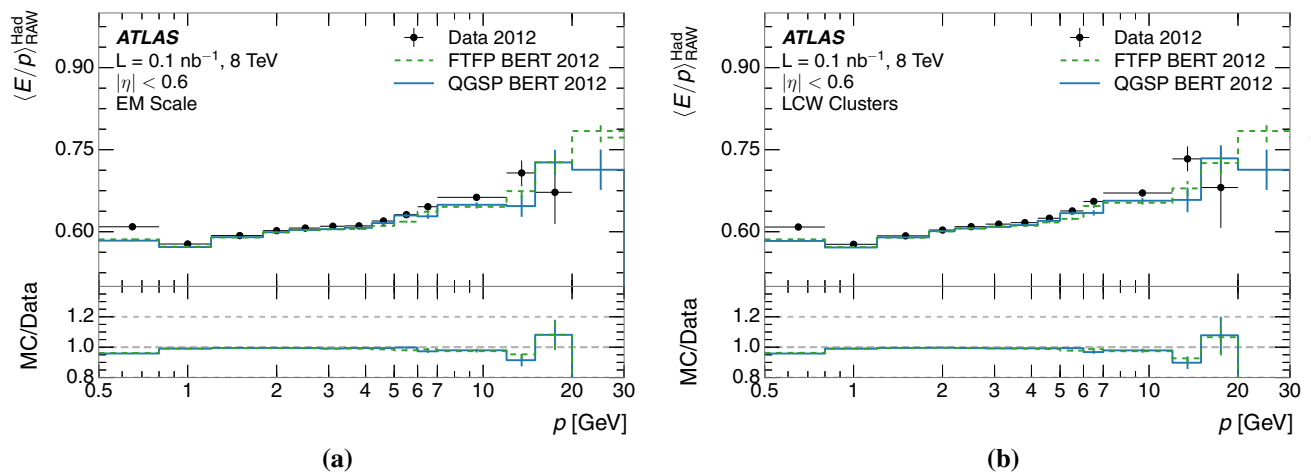 ⟨E/p⟩ Had RAW
ATLAS
L = 0.1 nb⁻¹, 8 TeV
|η| < 0.6
EM Scale
Data 2012
FTFP BERT 2012
QGSP BERT 2012
0.90
0.75
0.60
MC/Data
1.2
1.0
0.8
0.5 1 2 3 4 5 6 7 10 20 30
p [GeV]
(a)
⟨E/p⟩ Had RAW
ATLAS
L = 0.1 nb⁻¹, 8 TeV
|η| < 0.6
LCW Clusters
Data 2012
FTFP BERT 2012
QGSP BERT 2012
0.90
0.75
0.60
MC/Data
1.2
1.0
0.8
0.5 1 2 3 4 5 6 7 10 20 30
p [GeV]
(b)